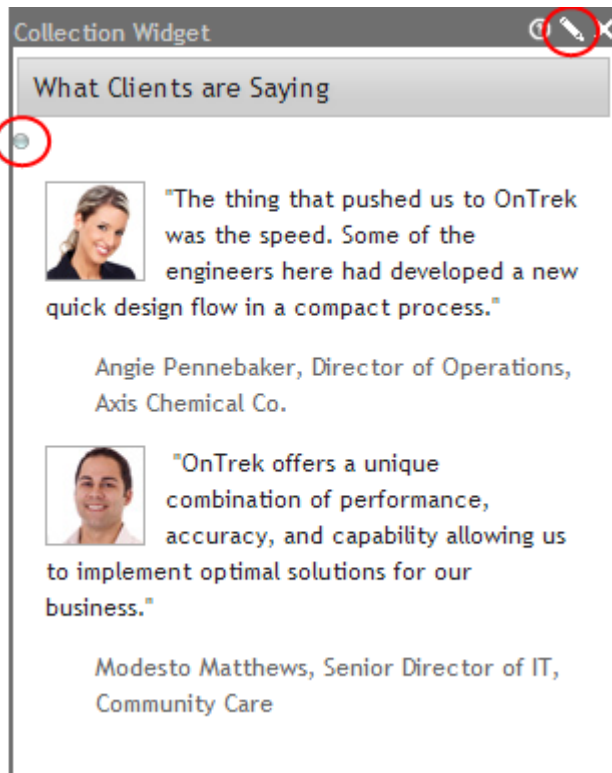 Collection Widget
What Clients are Saying
"The thing that pushed us to OnTrek
was the speed. Some of the
engineers here had developed a new
quick design flow in a compact process."
Angie Pennebaker, Director of Operations,
Axis Chemical Co.
"OnTrek offers a unique
combination of performance,
accuracy, and capability allowing us
to implement optimal solutions for our
business."
Modesto Matthews, Senior Director of IT,
Community Care